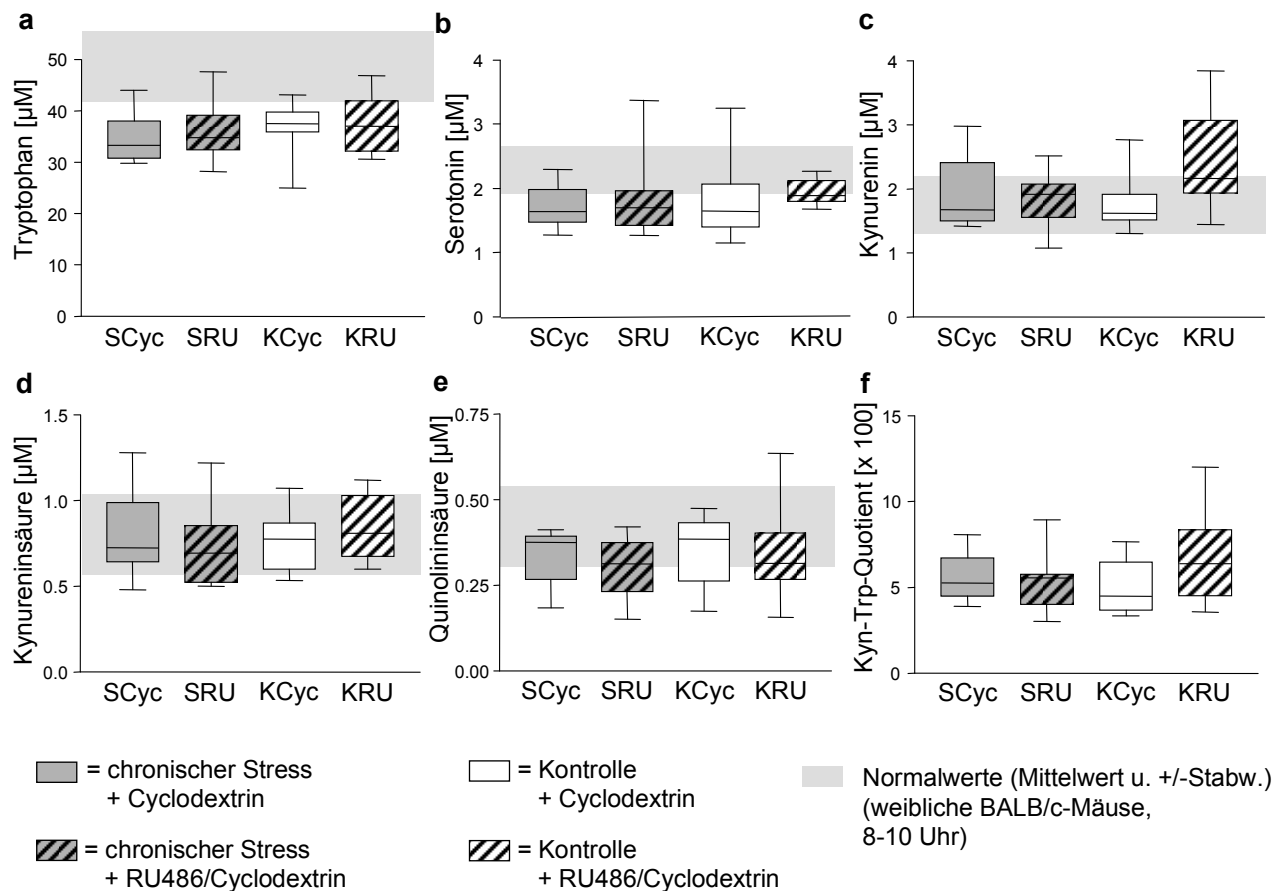 a
Tryptophan [µM]
50
40
30
20
10
0
SCyc SRU KCyc KRU
b
Serotonin [µM]
4
3
2
1
0
SCyc SRU KCyc KRU
c
Kynurenin [µM]
4
3
2
1
0
SCyc SRU KCyc KRU
d
Kynureninsäure [µM]
1.5
1.0
0.5
0.0
SCyc SRU KCyc KRU
e
Quinolininsäure [µM]
0.75
0.50
0.25
0.00
SCyc SRU KCyc KRU
f
Kyn-Trp-Quotient [x 100]
15
10
5
0
SCyc SRU KCyc KRU
= chronischer Stress
+ Cyclodextrin
= chronischer Stress
+ RU486/Cyclodextrin
= Kontrolle
+ Cyclodextrin
= Kontrolle
+ RU486/Cyclodextrin
Normalwerte (Mittelwert u. +/-Stabw.)
(weibliche BALB/c-Mäuse,
8-10 Uhr)